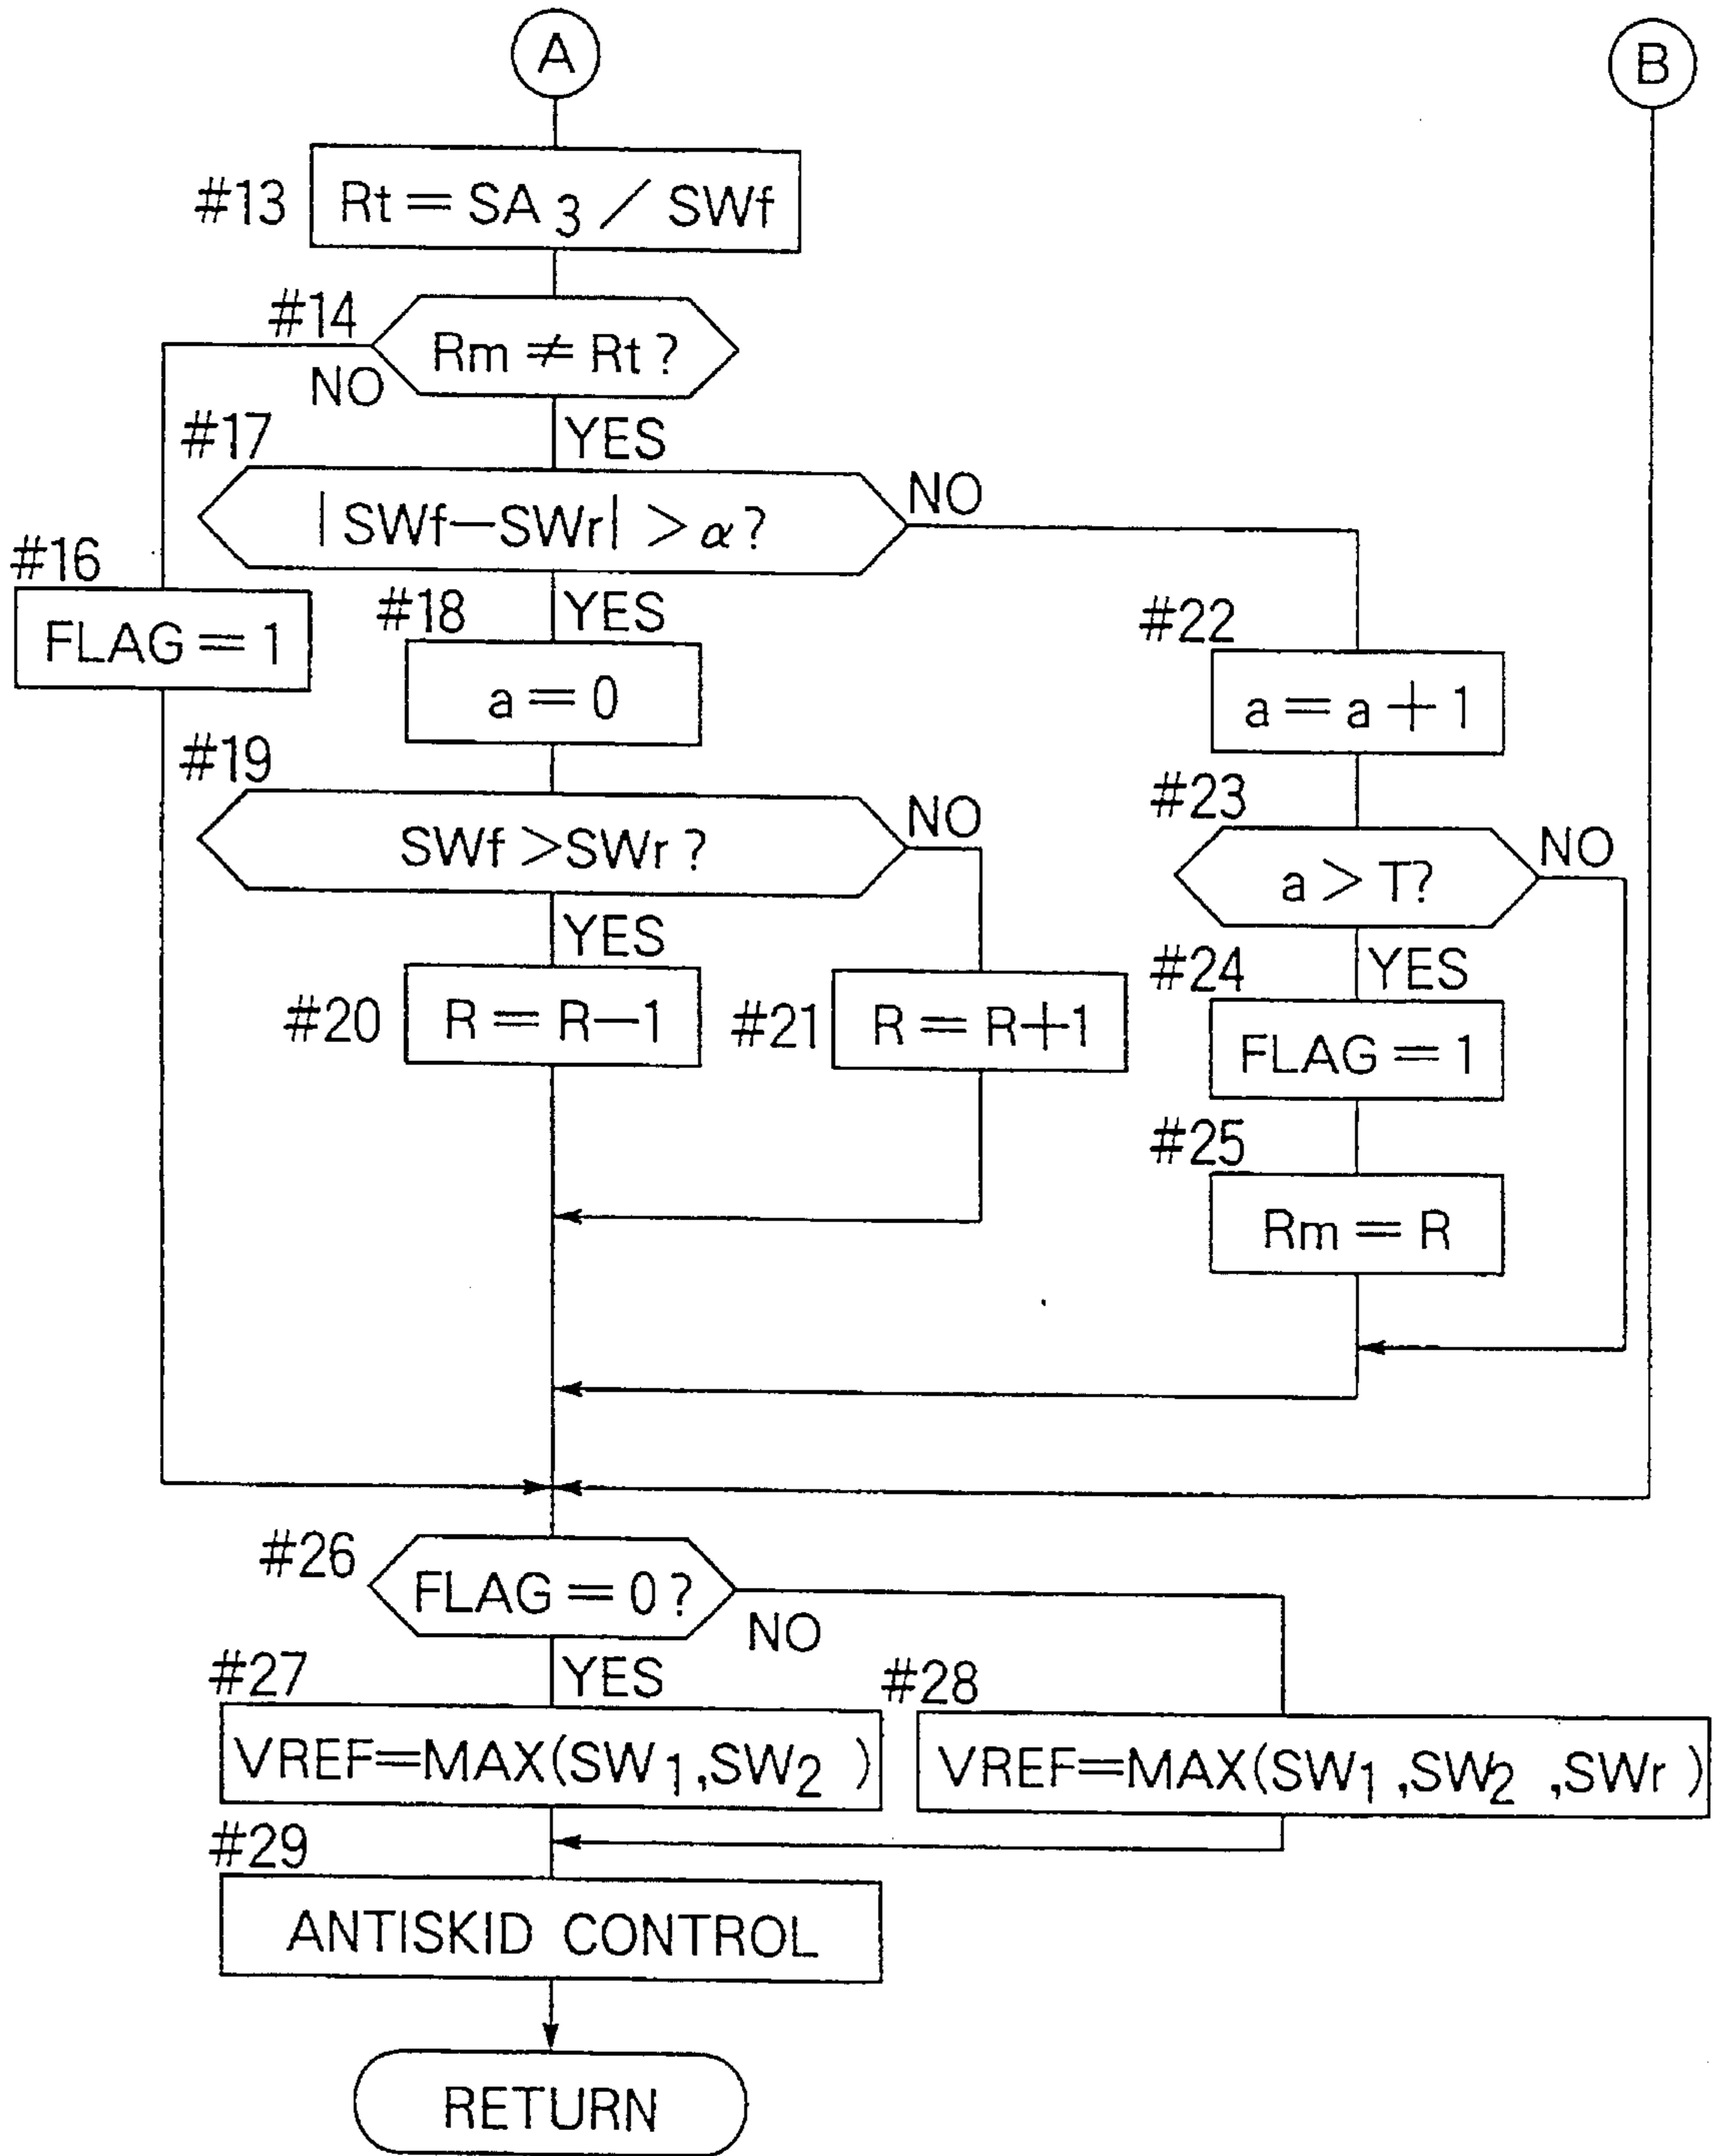 A
B
#13
Rt = SA3 / SWf
#14
Rm ≠ Rt ?
NO
YES
#17
|SWf−SWr| > α ?
NO
YES
#16
FLAG = 1
#18
a = 0
#22
a = a + 1
#19
SWf > SWr ?
NO
YES
#23
a > T?
NO
YES
#20
R = R−1
#21
R = R+1
#24
FLAG = 1
#25
Rm = R
#26
FLAG = 0 ?
NO
YES
#27
VREF=MAX(SW1,SW2 )
#28
VREF=MAX(SW1 ,SW2 ,SWr )
#29
ANTISKID CONTROL
RETURN